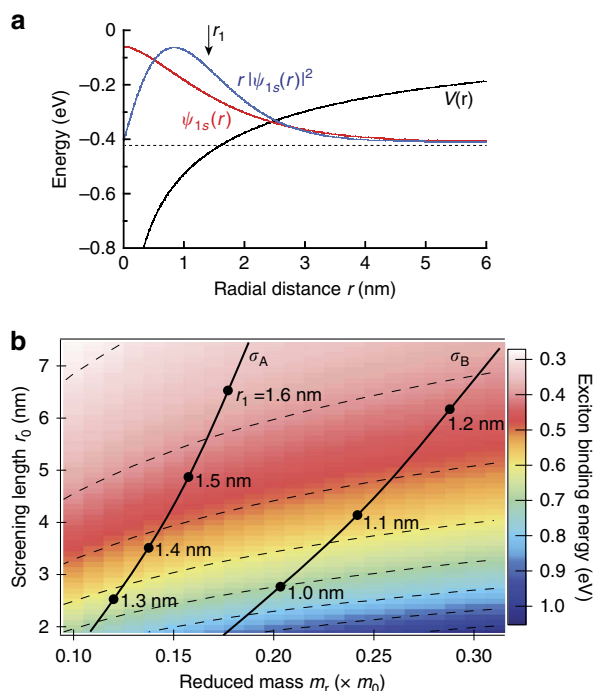 a
r₁
r |ψ₁ₛ(r)|²
ψ₁ₛ(r)
V(r)
Energy (eV)
0
−0.2
−0.4
−0.6
−0.8
0 1 2 3 4 5 6
Radial distance r (nm)
b
σA
σB
r₁ =1.6 nm
1.5 nm
1.4 nm
1.3 nm
1.2 nm
1.1 nm
1.0 nm
Screening length r₀ (nm)
7
6
5
4
3
2
0.10 0.15 0.20 0.25 0.30
Reduced mass mᵣ (× m₀)
0.3
0.4
0.5
0.6
0.7
0.8
0.9
1.0
Exciton binding energy (eV)